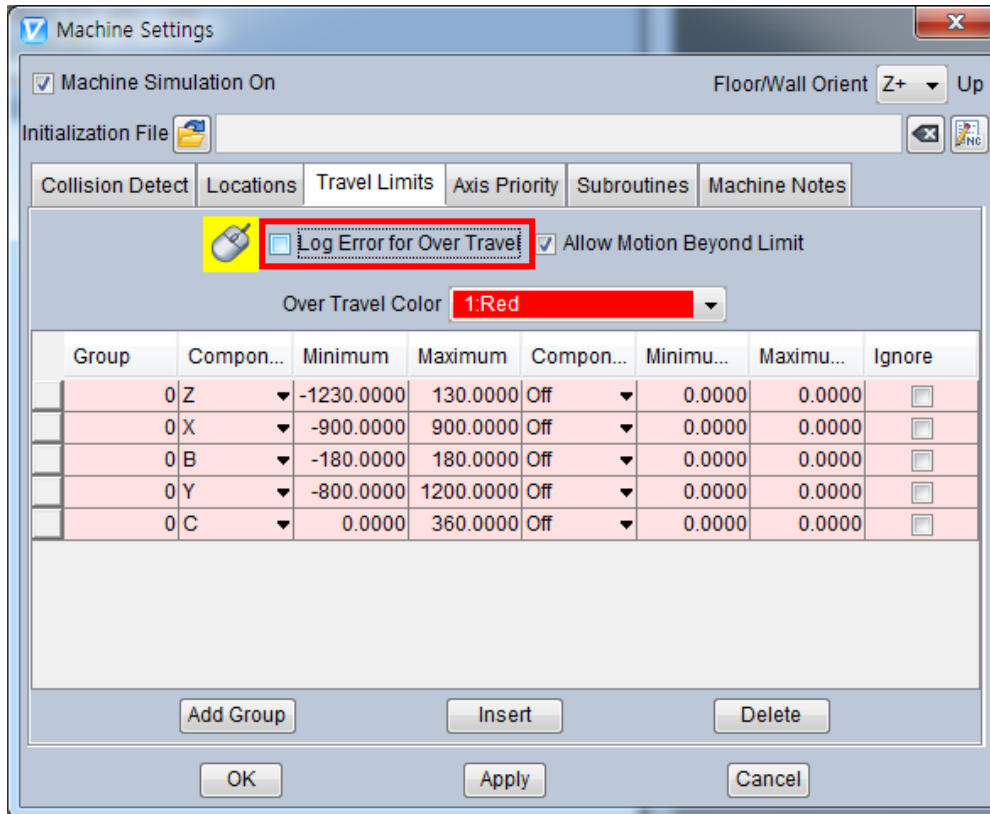 Machine Settings
Machine Simulation On Floor/Wall Orient Z+ Up
Initialization File NC
Collision Detect Locations Travel Limits Axis Priority Subroutines Machine Notes
Log Error for Over Travel Allow Motion Beyond Limit
Over Travel Color 1:Red
Group Compon... Minimum Maximum Compon... Minimu... Maximu... Ignore
0 Z -1230.0000 130.0000 Off 0.0000 0.0000
0 X -900.0000 900.0000 Off 0.0000 0.0000
0 B -180.0000 180.0000 Off 0.0000 0.0000
0 Y -800.0000 1200.0000 Off 0.0000 0.0000
0 C 0.0000 360.0000 Off 0.0000 0.0000
Add Group Insert Delete
OK Apply Cancel